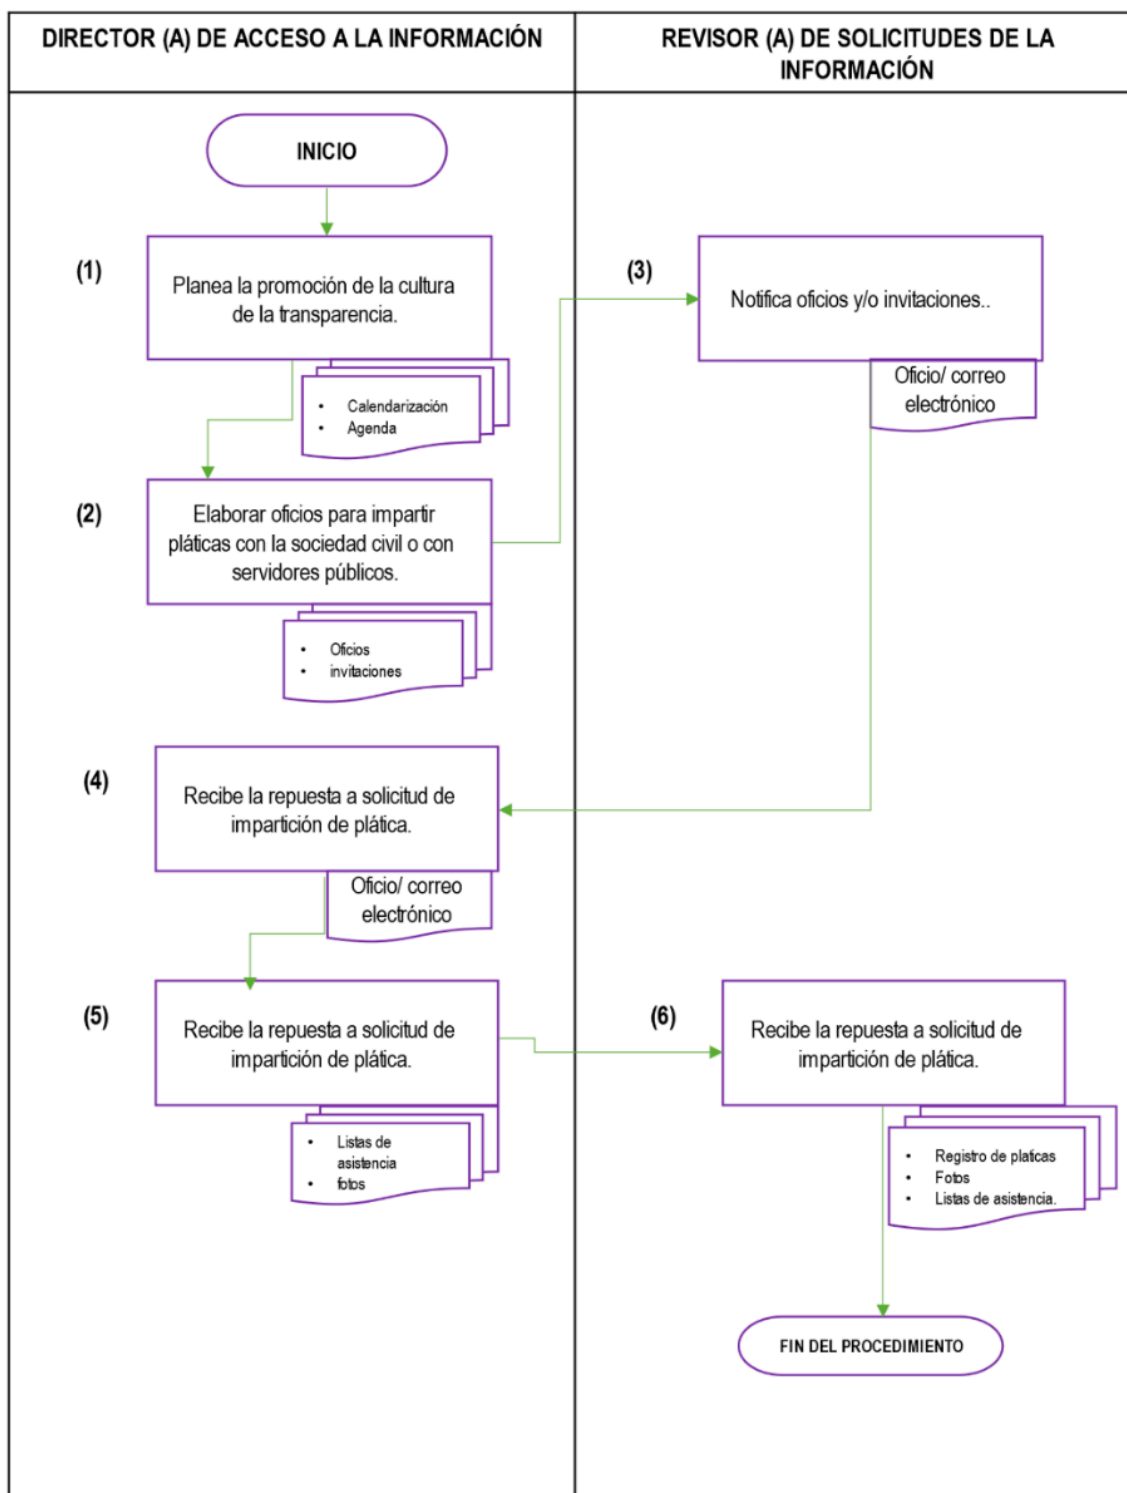 DIRECTOR (A) DE ACCESO A LA INFORMACIÓN
REVISOR (A) DE SOLICITUDES DE LA
INFORMACIÓN
INICIO
(1)
Planea la promoción de la cultura
de la transparencia.
• Calendarización
• Agenda
(2)
Elaborar oficios para impartir
pláticas con la sociedad civil o con
servidores públicos.
• Oficios
• invitaciones
(3)
Notifica oficios y/o invitaciones..
Oficio/ correo
electrónico
(4)
Recibe la repuesta a solicitud de
impartición de plática.
Oficio/ correo
electrónico
(5)
Recibe la repuesta a solicitud de
impartición de plática.
• Listas de
asistencia
• fotos
(6)
Recibe la repuesta a solicitud de
impartición de plática.
• Registro de platicas
• Fotos
• Listas de asistencia.
FIN DEL PROCEDIMIENTO